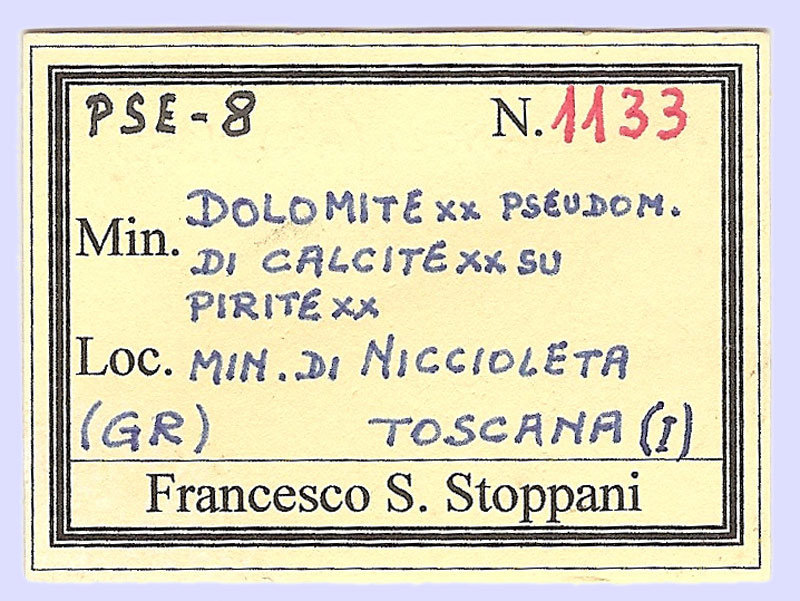 PSE-8 N. 1133
Min. DOLOMITE xx PSEUDOM.
DI CALCITE xx SU
PIRITE xx
Loc. MIN. DI NICCIOLETA
(GR) TOSCANA (I)
Francesco S. Stoppani